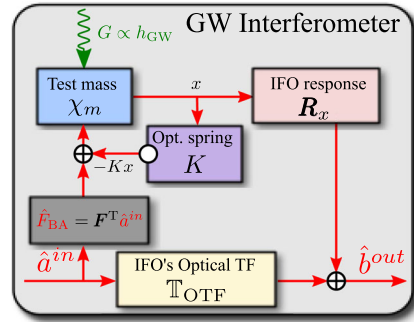 GW Interferometer
G ∝ h_GW
Test mass
χ_m
x
IFO response
𝑹_x
Opt. spring
K
−Kx
F̂_BA = 𝑭^T â^in
â^in
IFO's Optical TF
𝕋_OTF
b̂^out